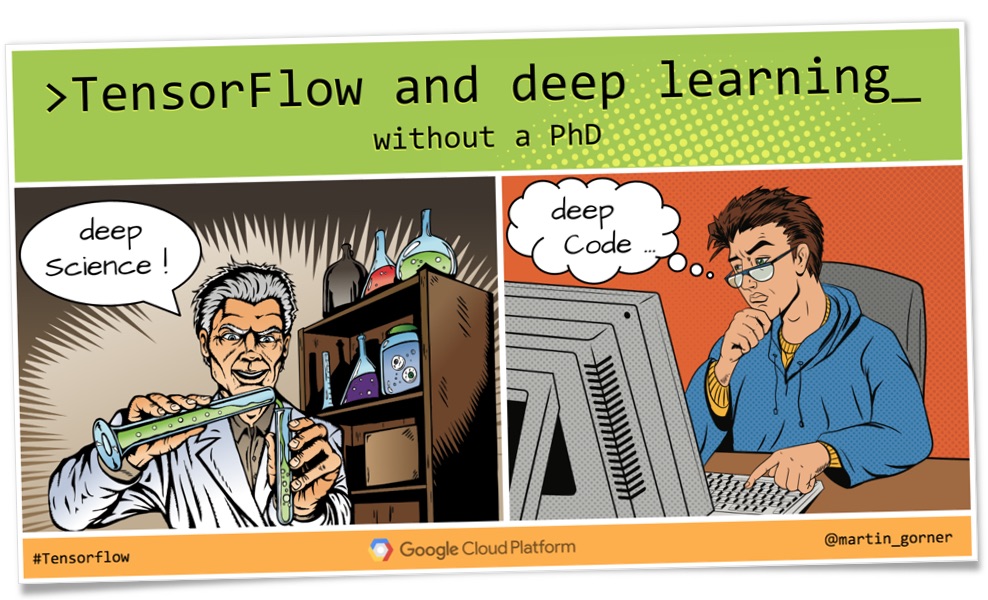 >TensorFlow and deep learning_
without a PhD
deep
Science !
deep
Code ...
#Tensorflow
Google Cloud Platform
@martin_gorner